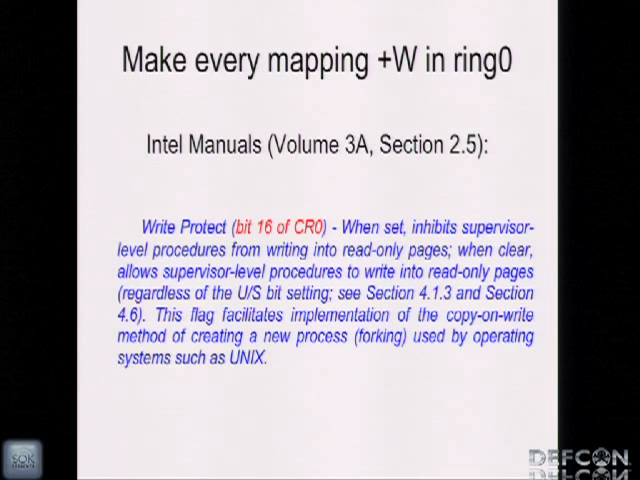 Make every mapping +W in ring0
Intel Manuals (Volume 3A, Section 2.5):
Write Protect (bit 16 of CR0) - When set, inhibits supervisor-
level procedures from writing into read-only pages; when clear,
allows supervisor-level procedures to write into read-only pages
(regardless of the U/S bit setting; see Section 4.1.3 and Section
4.6). This flag facilitates implementation of the copy-on-write
method of creating a new process (forking) used by operating
systems such as UNIX.
SOK
DEFCON